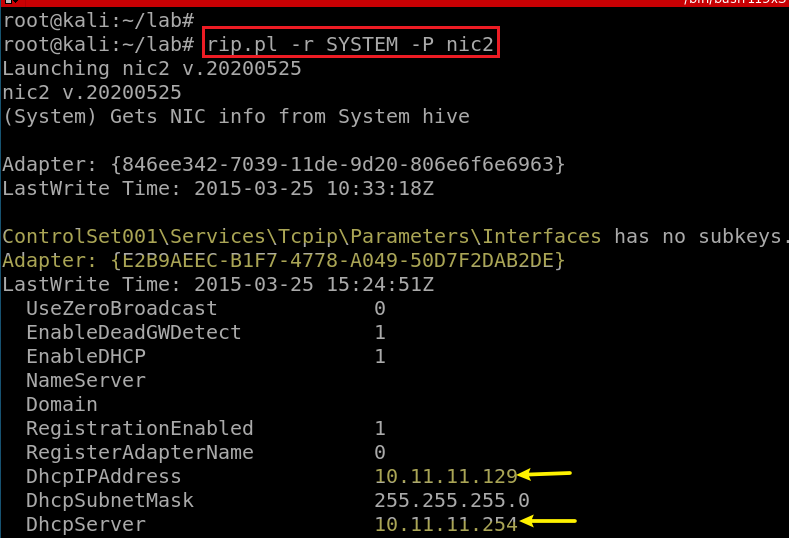 root@kali:~/lab#
root@kali:~/lab# rip.pl -r SYSTEM -P nic2
Launching nic2 v.20200525
nic2 v.20200525
(System) Gets NIC info from System hive
Adapter: {846ee342-7039-11de-9d20-806e6f6e6963}
LastWrite Time: 2015-03-25 10:33:18Z
ControlSet001\Services\Tcpip\Parameters\Interfaces has no subkeys.
Adapter: {E2B9AEEC-B1F7-4778-A049-50D7F2DAB2DE}
LastWrite Time: 2015-03-25 15:24:51Z
UseZeroBroadcast 0
EnableDeadGWDetect 1
EnableDHCP 1
NameServer
Domain
RegistrationEnabled 1
RegisterAdapterName 0
DhcpIPAddress 10.11.11.129
DhcpSubnetMask 255.255.255.0
DhcpServer 10.11.11.254